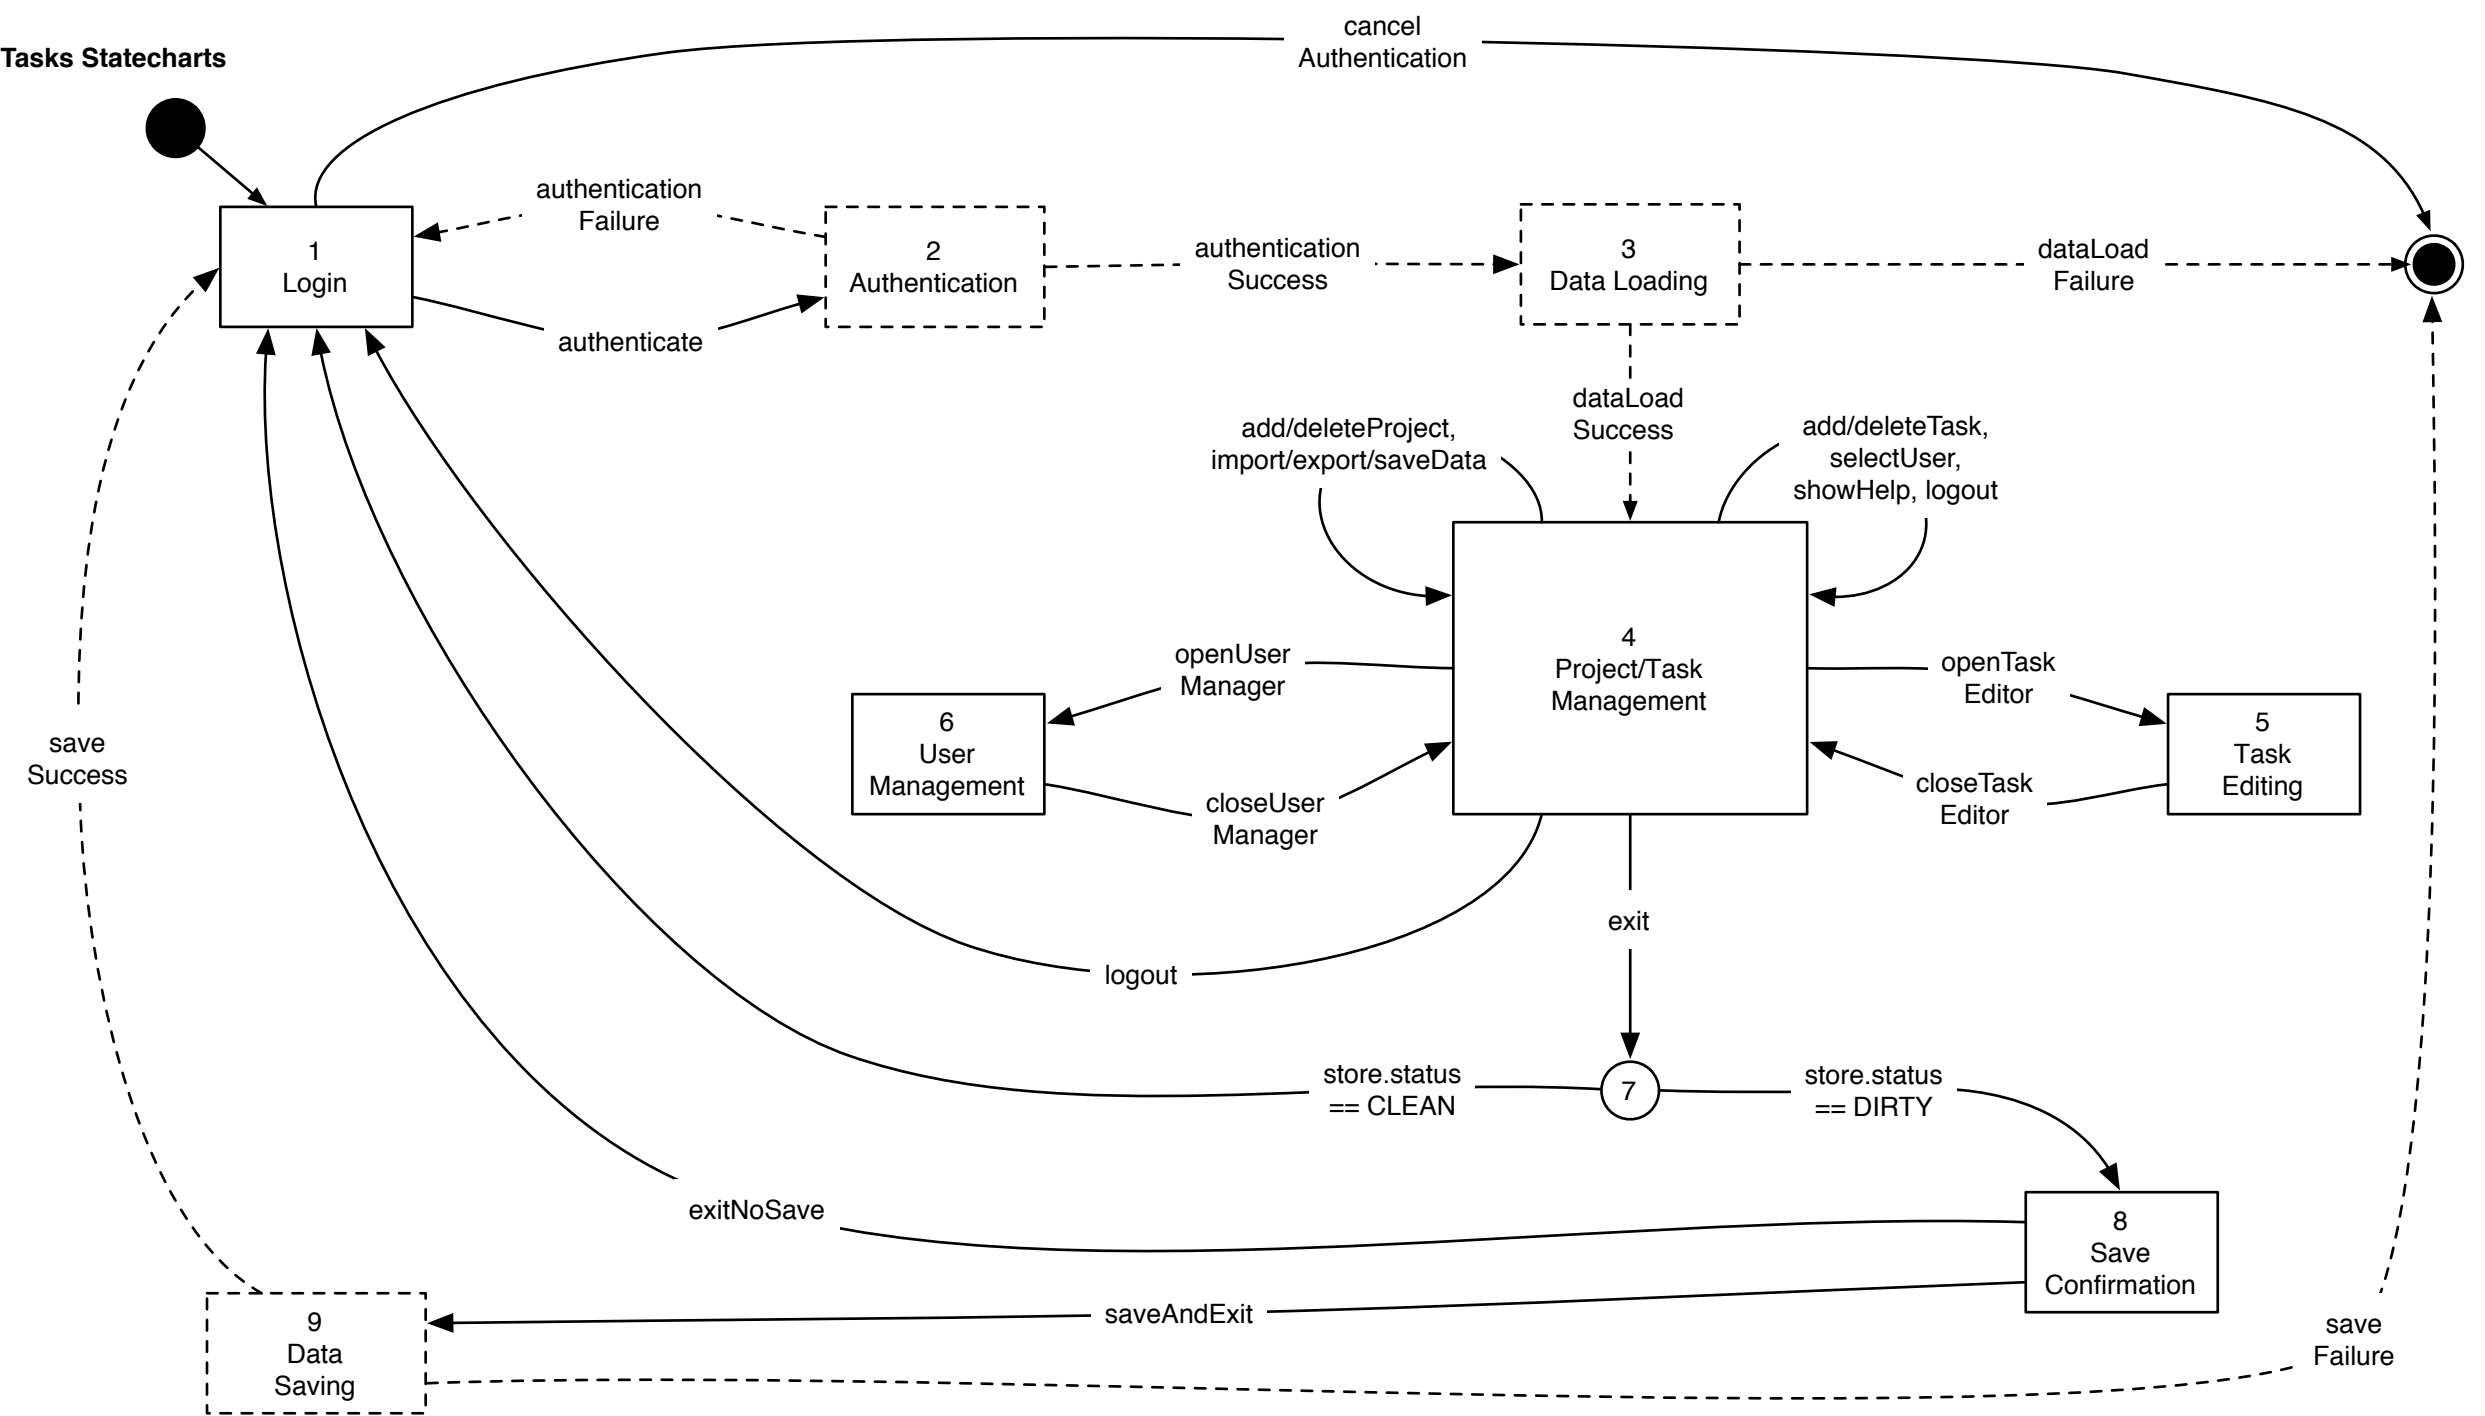 cancel
Authentication
Tasks Statecharts
authentication
Failure
1
Login
2
Authentication
authentication
Success
3
Data Loading
dataLoad
Failure
authenticate
dataLoad
Success
add/deleteProject,
import/export/saveData
add/deleteTask,
selectUser,
showHelp, logout
4
Project/Task
Management
openUser
Manager
openTask
Editor
6
User
Management
5
Task
Editing
closeUser
Manager
closeTask
Editor
save
Success
exit
logout
store.status
== CLEAN
7
store.status
== DIRTY
exitNoSave
8
Save
Confirmation
saveAndExit
9
Data
Saving
save
Failure